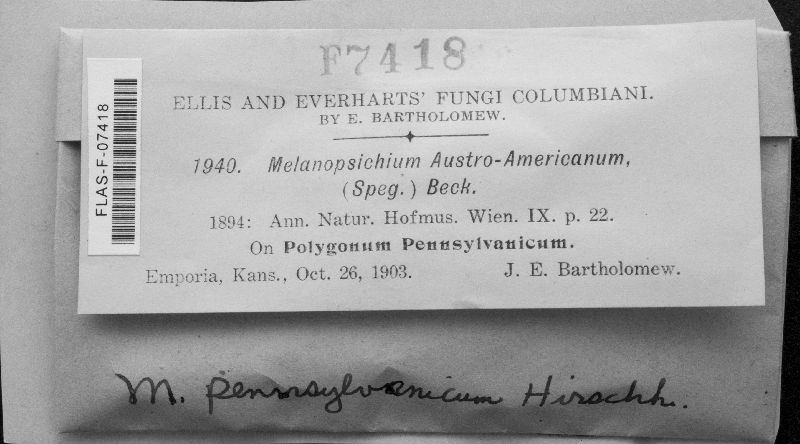 F7418
FLAS-F-07418
ELLIS AND EVERHARTS' FUNGI COLUMBIANI.
BY E. BARTHOLOMEW.
1940. Melanopsichium Austro-Americanum,
(Speg.) Beck.
1894: Ann. Natur. Hofmus. Wien. IX. p. 22.
On Polygonum Pennsylvanicum.
Emporia, Kans., Oct. 26, 1903. J. E. Bartholomew.
M. pennsylvanicum Hirschh.